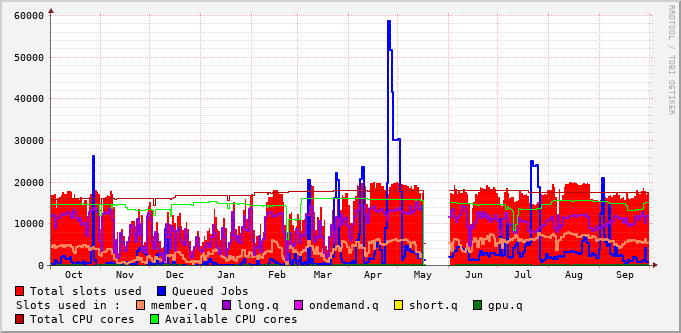 60000
50000
40000
30000
20000
10000
0
Oct Nov Dec Jan Feb Mar Apr May Jun Jul Aug Sep
Total slots used Queued Jobs
Slots used in : member.q long.q ondemand.q short.q gpu.q
Total CPU cores Available CPU cores
RRDTOOL / TOBI OETIKER